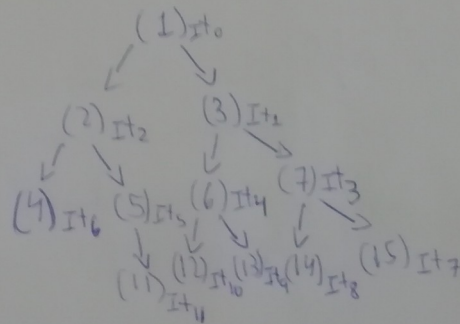 (1) It₀
(2) It₂ (3) It₁
(4) It₆ (5) It₅ (6) It₄ (7) It₃
(11) It₁₁ (12) It₁₀ (13) It₉ (14) It₈ (15) It₇